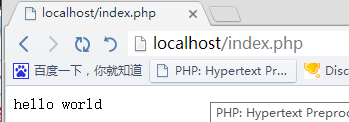 localhost/index.php
localhost/index.php
百度一下，你就知道 PHP: Hypertext Pr... Disc
hello world
PHP: Hypertext Preproc